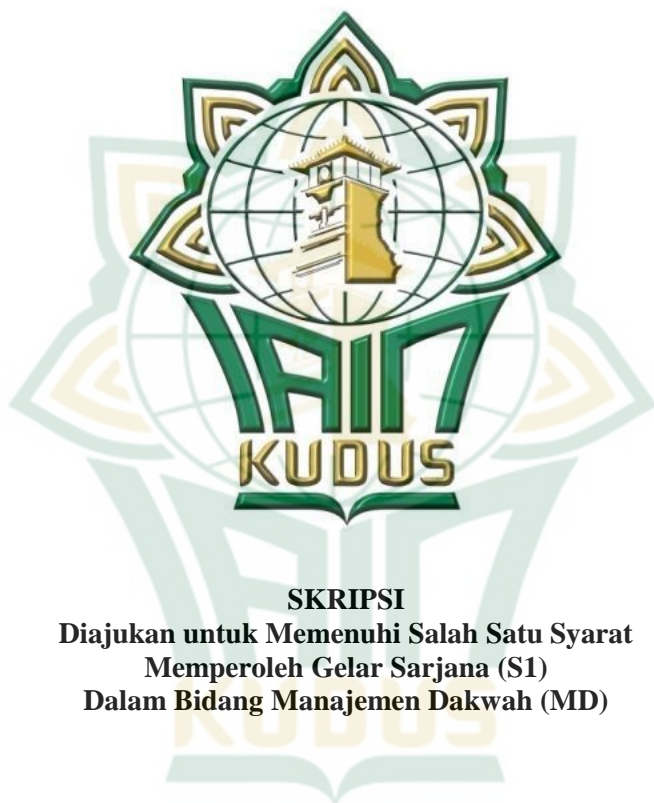 IAIN
KUDUS
SKRIPSI
Diajukan untuk Memenuhi Salah Satu Syarat
Memperoleh Gelar Sarjana (S1)
Dalam Bidang Manajemen Dakwah (MD)